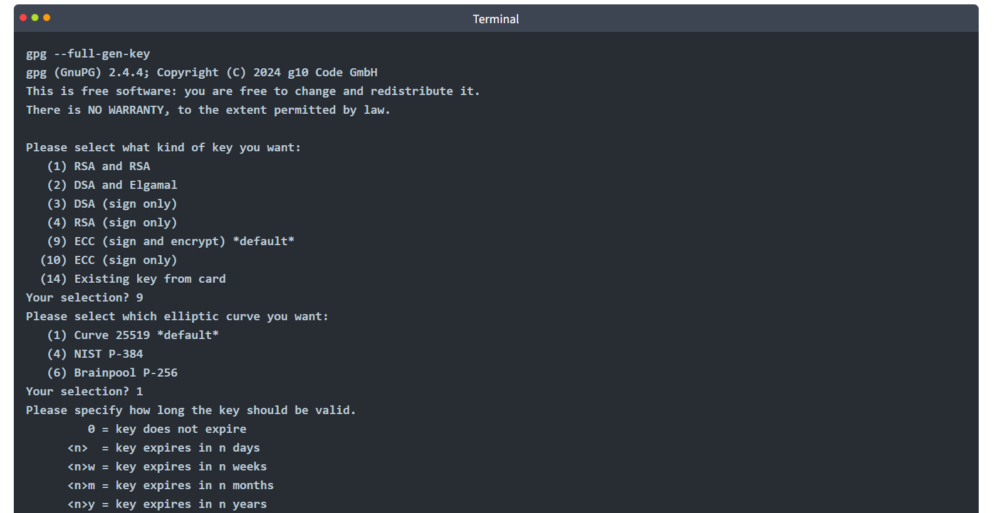 Terminal
gpg --full-gen-key
gpg (GnuPG) 2.4.4; Copyright (C) 2024 g10 Code GmbH
This is free software: you are free to change and redistribute it.
There is NO WARRANTY, to the extent permitted by law.

Please select what kind of key you want:
   (1) RSA and RSA
   (2) DSA and Elgamal
   (3) DSA (sign only)
   (4) RSA (sign only)
   (9) ECC (sign and encrypt) *default*
  (10) ECC (sign only)
  (14) Existing key from card
Your selection? 9
Please select which elliptic curve you want:
   (1) Curve 25519 *default*
   (4) NIST P-384
   (6) Brainpool P-256
Your selection? 1
Please specify how long the key should be valid.
         0 = key does not expire
      <n>  = key expires in n days
      <n>w = key expires in n weeks
      <n>m = key expires in n months
      <n>y = key expires in n years